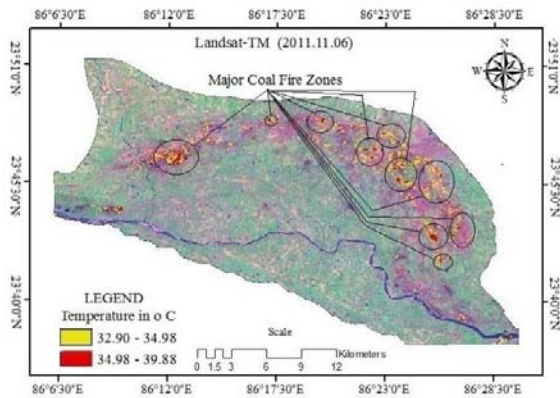 86°6'30"E 86°12'0"E 86°17'30"E 86°23'0"E 86°28'30"E
Landsat-TM (2011.11.06)
N
W E
S
Major Coal Fire Zones
23°51'0"N 23°51'0"N
23°45'30"N 23°45'30"N
23°40'0"N 23°40'0"N
LEGEND
Temperature in o C
32.90 - 34.98
34.98 - 39.88
Scale
Kilometers
0 1.5 3 6 9 12
86°6'30"E 86°12'0"E 86°17'30"E 86°23'0"E 86°28'30"E